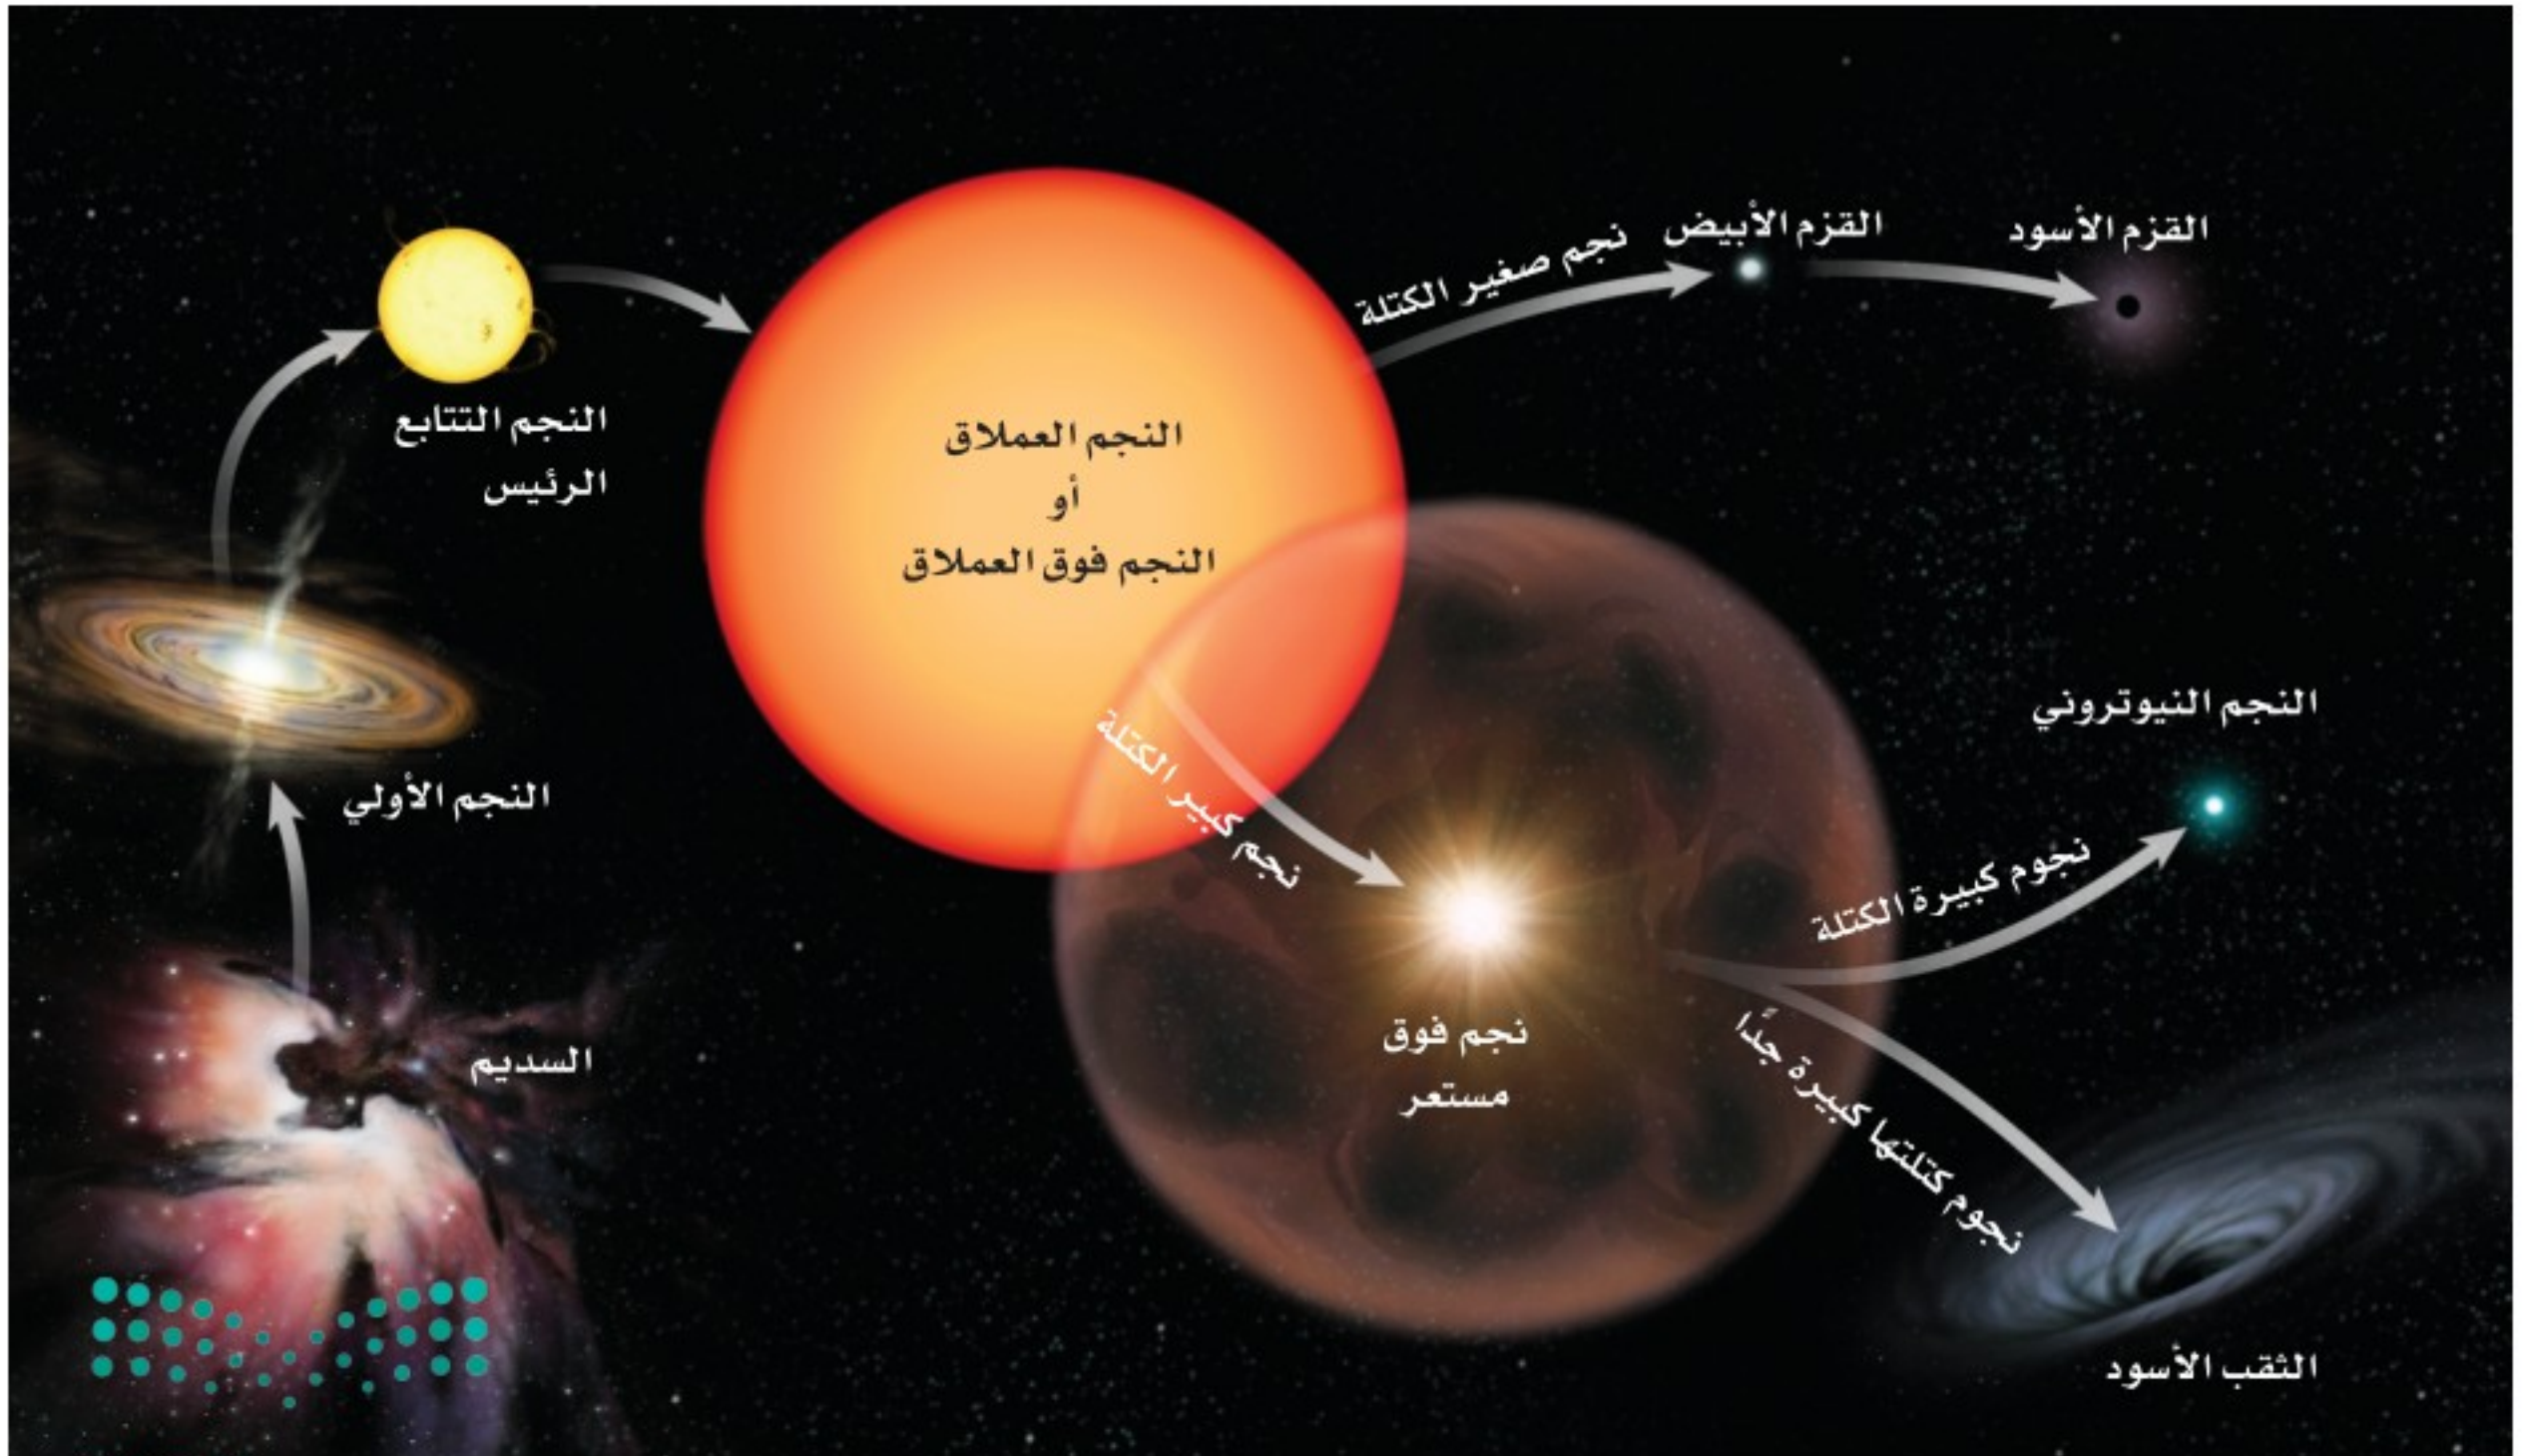 القزم الأسود
القزم الأبيض
نجم صغير الكتلة
النجم التتابع
الرئيس
النجم العملاق
أو
النجم فوق العملاق
النجم النيوتروني
نجم كبير الكتلة
النجم الأولي
نجوم كبيرة الكتلة
نجم فوق
مستعر
السديم
نجوم كتلتها كبيرة جدًا
الثقب الأسود